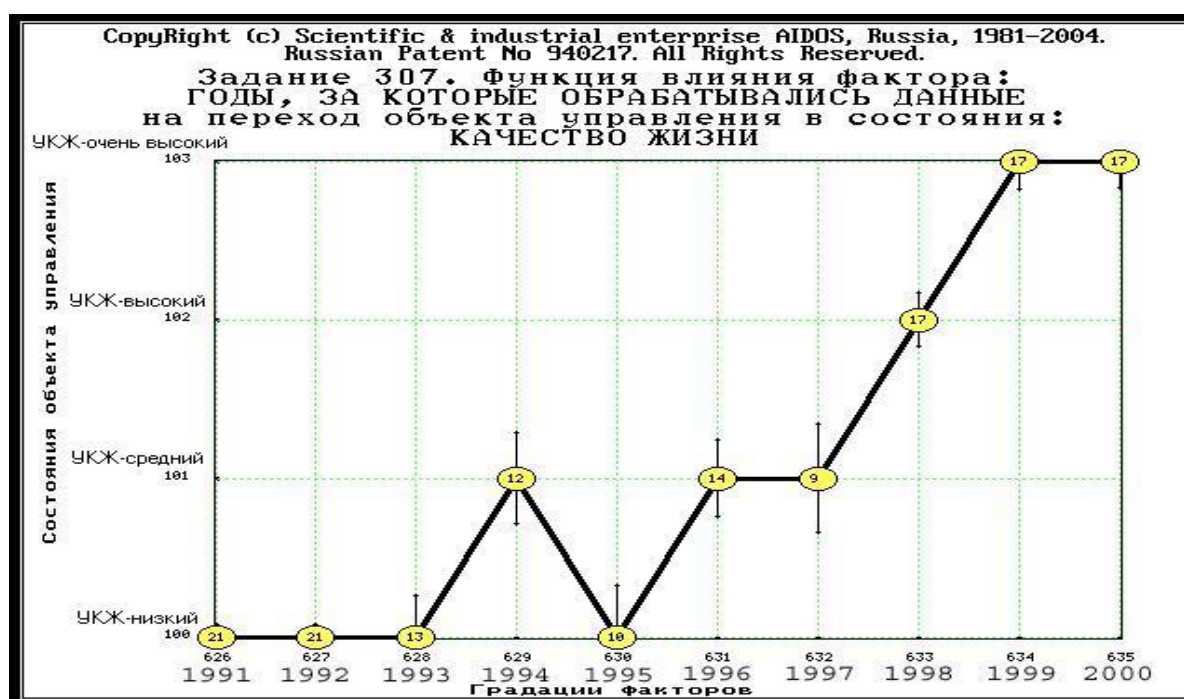 CopyRight (c) Scientific & industrial enterprise AIDOS, Russia, 1981-2004.
Russian Patent No 940217. All Rights Reserved.
Задание 307. Функция влияния фактора:
ГОДЫ, ЗА КОТОРЫЕ ОБРАБАТЫВАЛИСЬ ДАННЫЕ
на переход объекта управления в состояния:
КАЧЕСТВО ЖИЗНИ
Состояния объекта управления
УКЖ-очень высокий
103
17 17
УКЖ-высокий
102
17
УКЖ-средний
101
12 14 9
УКЖ-низкий
100
21 21 13 10
626 627 628 629 630 631 632 633 634 635
1991 1992 1993 1994 1995 1996 1997 1998 1999 2000
Градации факторов